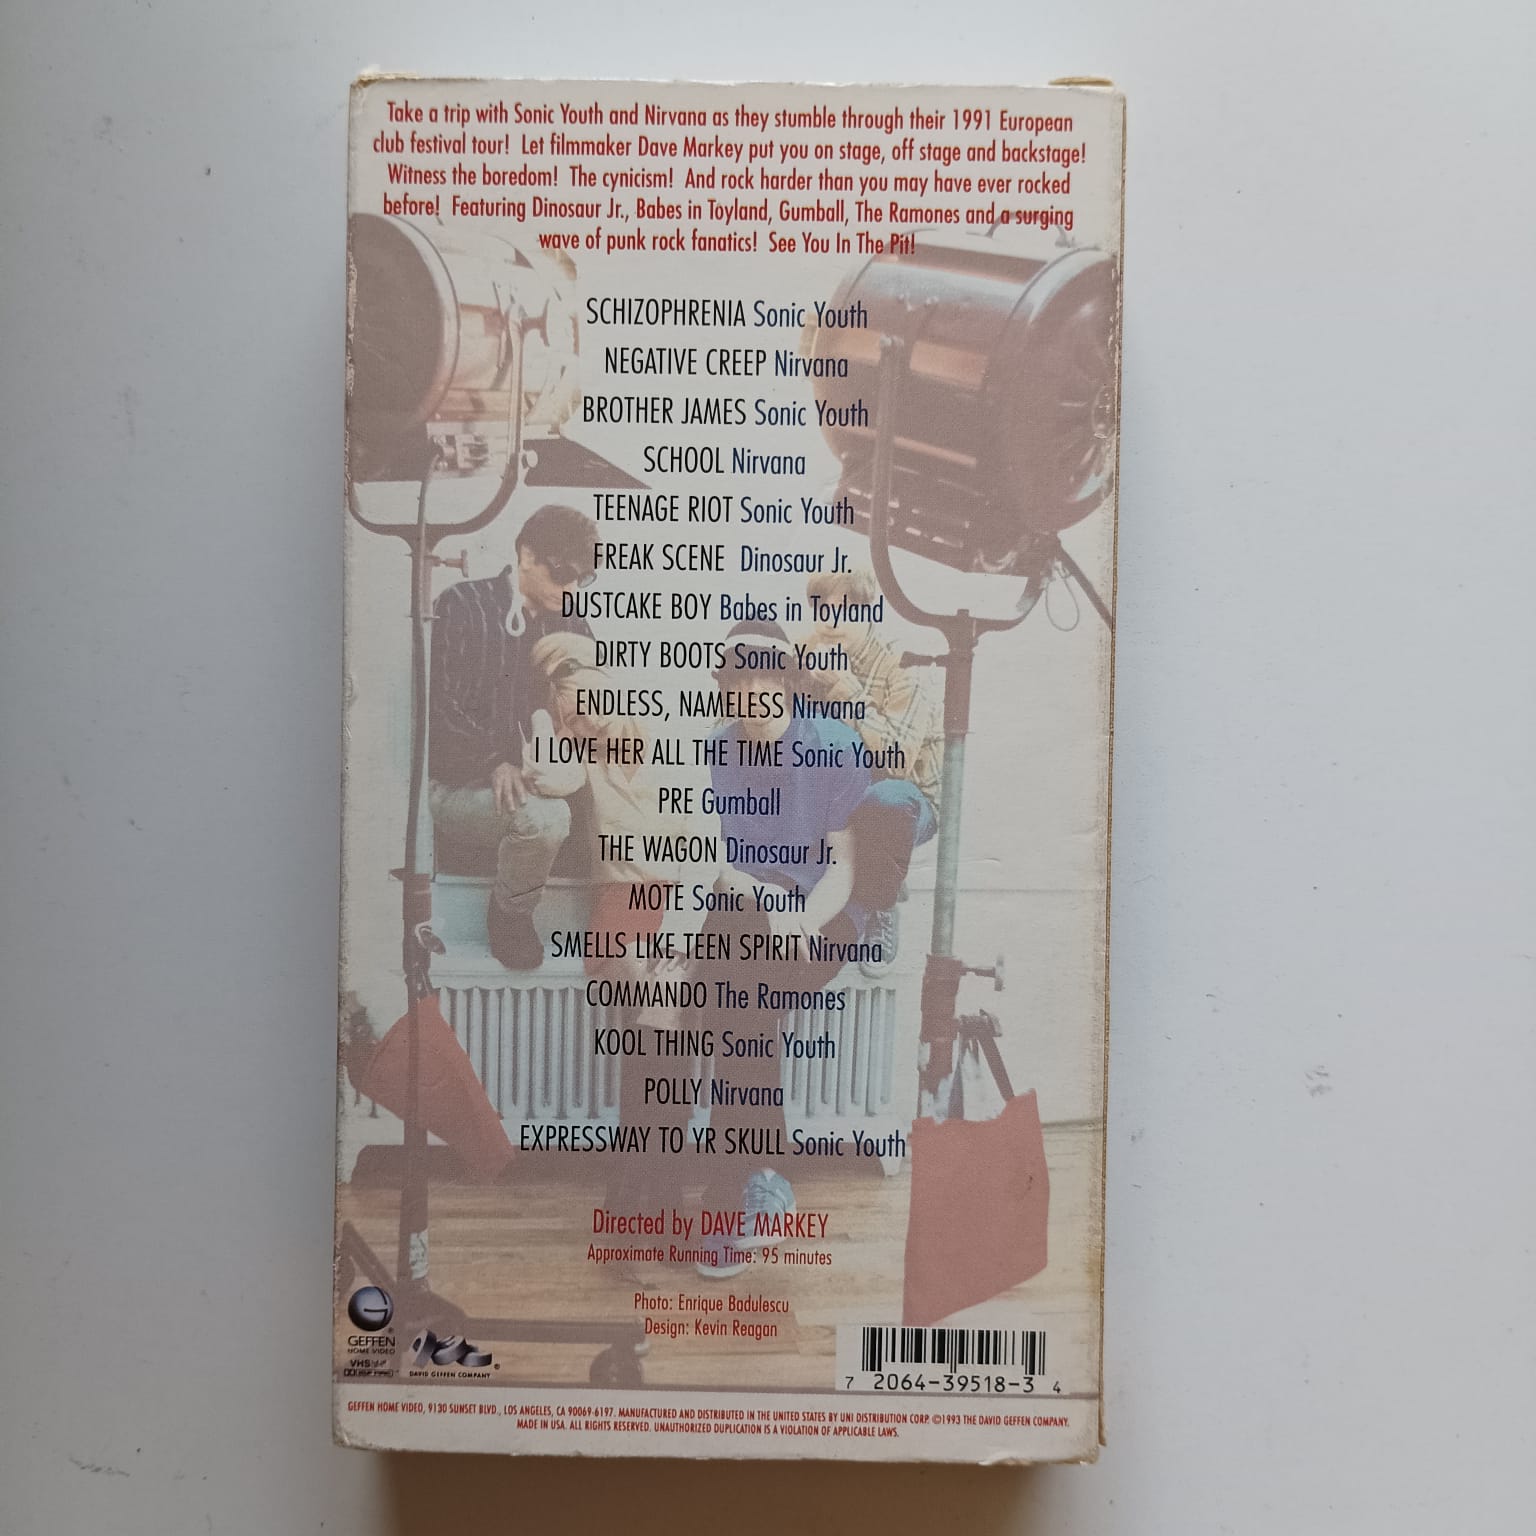 Take a trip with Sonic Youth and Nirvana as they stumble through their 1991 European
club festival tour! Let filmmaker Dave Markey put you on stage, off stage and backstage!
Witness the boredom! The cynicism! And rock harder than you may have ever rocked
before! Featuring Dinosaur Jr., Babes in Toyland, Gumball, The Ramones and a surging
wave of punk rock fanatics! See You In The Pit!
SCHIZOPHRENIA Sonic Youth
NEGATIVE CREEP Nirvana
BROTHER JAMES Sonic Youth
SCHOOL Nirvana
TEENAGE RIOT Sonic Youth
FREAK SCENE Dinosaur Jr.
DUSTCAKE BOY Babes in Toyland
DIRTY BOOTS Sonic Youth
ENDLESS, NAMELESS Nirvana
I LOVE HER ALL THE TIME Sonic Youth
PRE Gumball
THE WAGON Dinosaur Jr.
MOTE Sonic Youth
SMELLS LIKE TEEN SPIRIT Nirvana
COMMANDO The Ramones
KOOL THING Sonic Youth
POLLY Nirvana
EXPRESSWAY TO YR SKULL Sonic Youth
Directed by DAVE MARKEY
Approximate Running Time: 95 minutes
Photo: Enrique Badulescu
Design: Kevin Reagan
GEFFEN
HOME VIDEO
VHS
DAVID GEFFEN COMPANY
7 2064-39518-3 4
GEFFEN HOME VIDEO, 9130 SUNSET BLVD., LOS ANGELES, CA 90069-6197. MANUFACTURED AND DISTRIBUTED IN THE UNITED STATES BY UNI DISTRIBUTION CORP. ©1993 THE DAVID GEFFEN COMPANY.
MADE IN USA. ALL RIGHTS RESERVED. UNAUTHORIZED DUPLICATION IS A VIOLATION OF APPLICABLE LAWS.